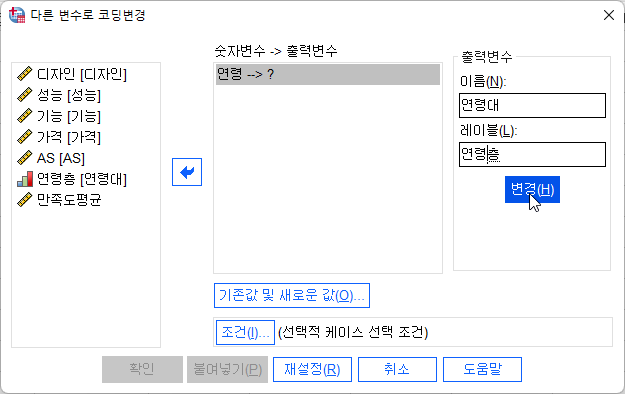 다른 변수로 코딩변경
숫자변수 -> 출력변수
출력변수
디자인 [디자인]
성능 [성능]
기능 [기능]
가격 [가격]
AS [AS]
연령층 [연령대]
만족도평균
연령 --> ?
이름(N):
연령대
레이블(L):
연령층
변경(H)
기존값 및 새로운 값(O)...
조건(I)... (선택적 케이스 선택 조건)
확인 붙여넣기(P) 재설정(R) 취소 도움말